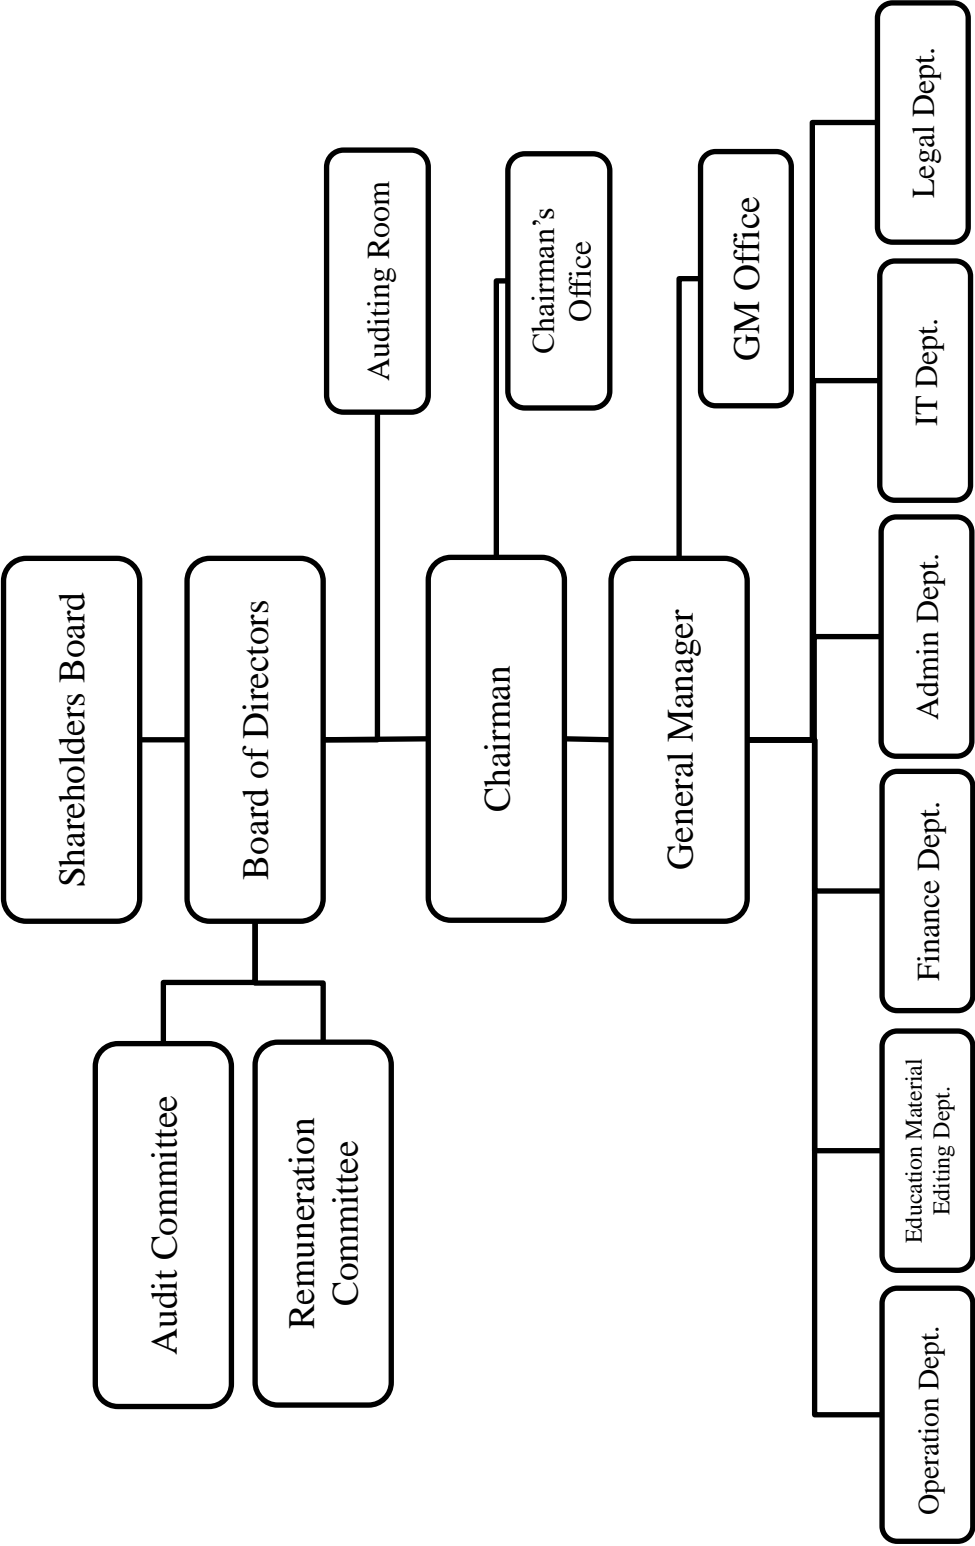 Shareholders Board
Audit Committee
Board of Directors
Remuneration
Committee
Auditing Room
Chairman
Chairman's
Office
General Manager
GM Office
Operation Dept.
Education Material
Editing Dept.
Finance Dept.
Admin Dept.
IT Dept.
Legal Dept.